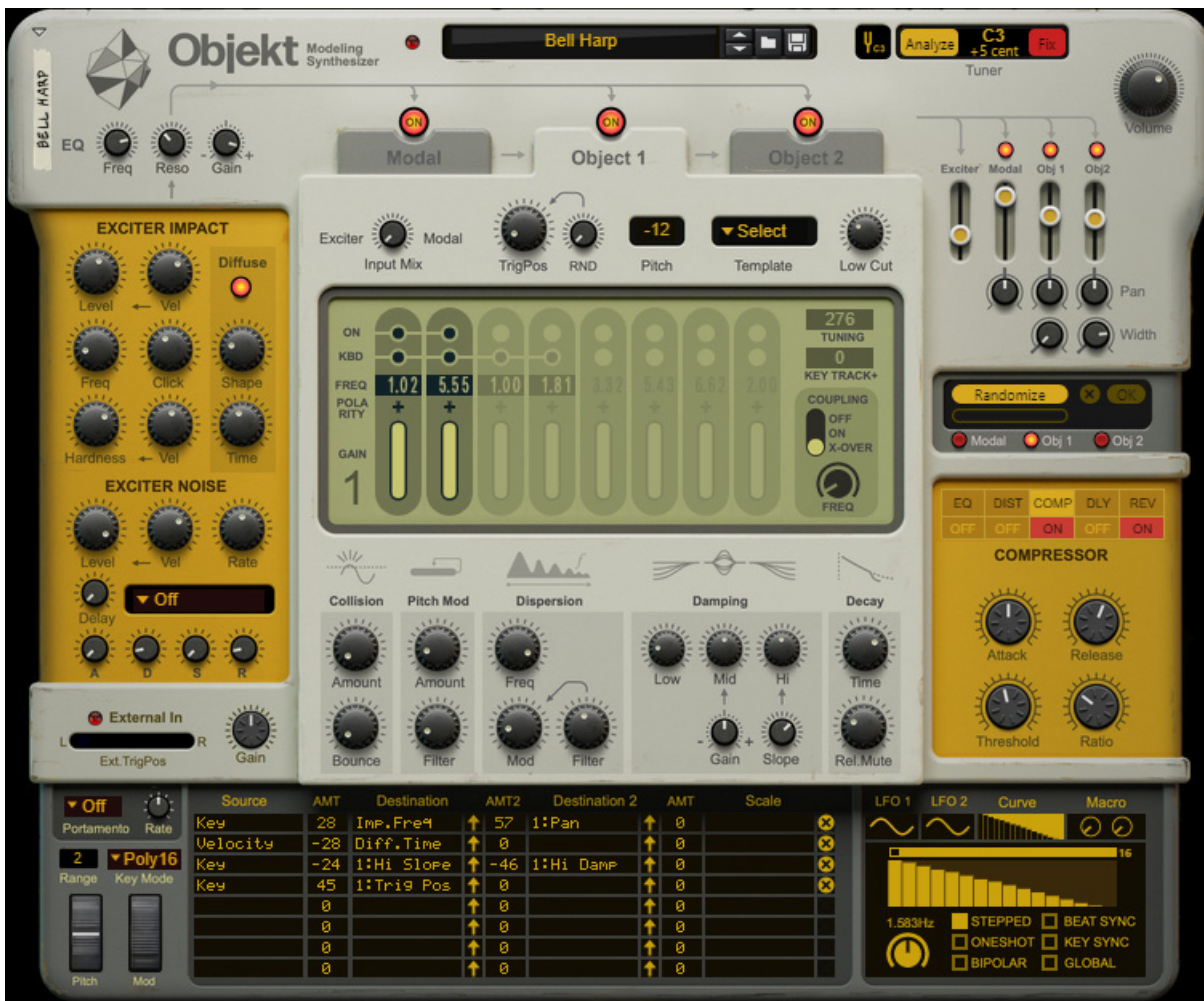 BELL HARP
Objekt Modeling Synthesizer
Bell Harp
C3
Analyze C3 +5 cent Fix
Tuner
Volume
EQ Freq Reso Gain
- +
ON ON ON
Modal Object 1 Object 2
Exciter Modal Obj 1 Obj2
Pan
Width
EXCITER IMPACT
Diffuse
Level Vel
Freq Click Shape
Hardness Vel Time
EXCITER NOISE
Level Vel Rate
Delay Off
A D S R
External In
L R
Ext.TrigPos
Gain
Exciter Modal
Input Mix
TrigPos RND
-12
Pitch
Select
Template
Low Cut
ON
KBD
FREQ 1.02 5.55 1.00 1.81 3.32 5.43 6.62 2.00
POLARITY + + + + + + + +
GAIN
1
276
TUNING
0
KEY TRACK+
COUPLING
OFF
ON
X-OVER
FREQ
Collision Pitch Mod Dispersion Damping Decay
Amount Amount Freq Low Mid Hi Time
- +
Bounce Filter Mod Filter Gain Slope Rel.Mute
Randomize OK
Modal Obj 1 Obj 2
EQ DIST COMP DLY REV
OFF OFF ON OFF ON
COMPRESSOR
Attack Release
Threshold Ratio
Off
Portamento Rate
2 Poly16
Range Key Mode
Pitch Mod
Source AMT Destination AMT2 Destination 2 AMT Scale
Key 28 Imp.Freq 57 1:Pan 0
Velocity -28 Diff.Time 0 0
Key -24 1:Hi Slope -46 1:Hi Damp 0
Key 45 1:Trig Pos 0 0
0 0 0
0 0 0
0 0 0
0 0 0
LFO 1 LFO 2 Curve Macro
16
1.583Hz
STEPPED BEAT SYNC
ONESHOT KEY SYNC
BIPOLAR GLOBAL